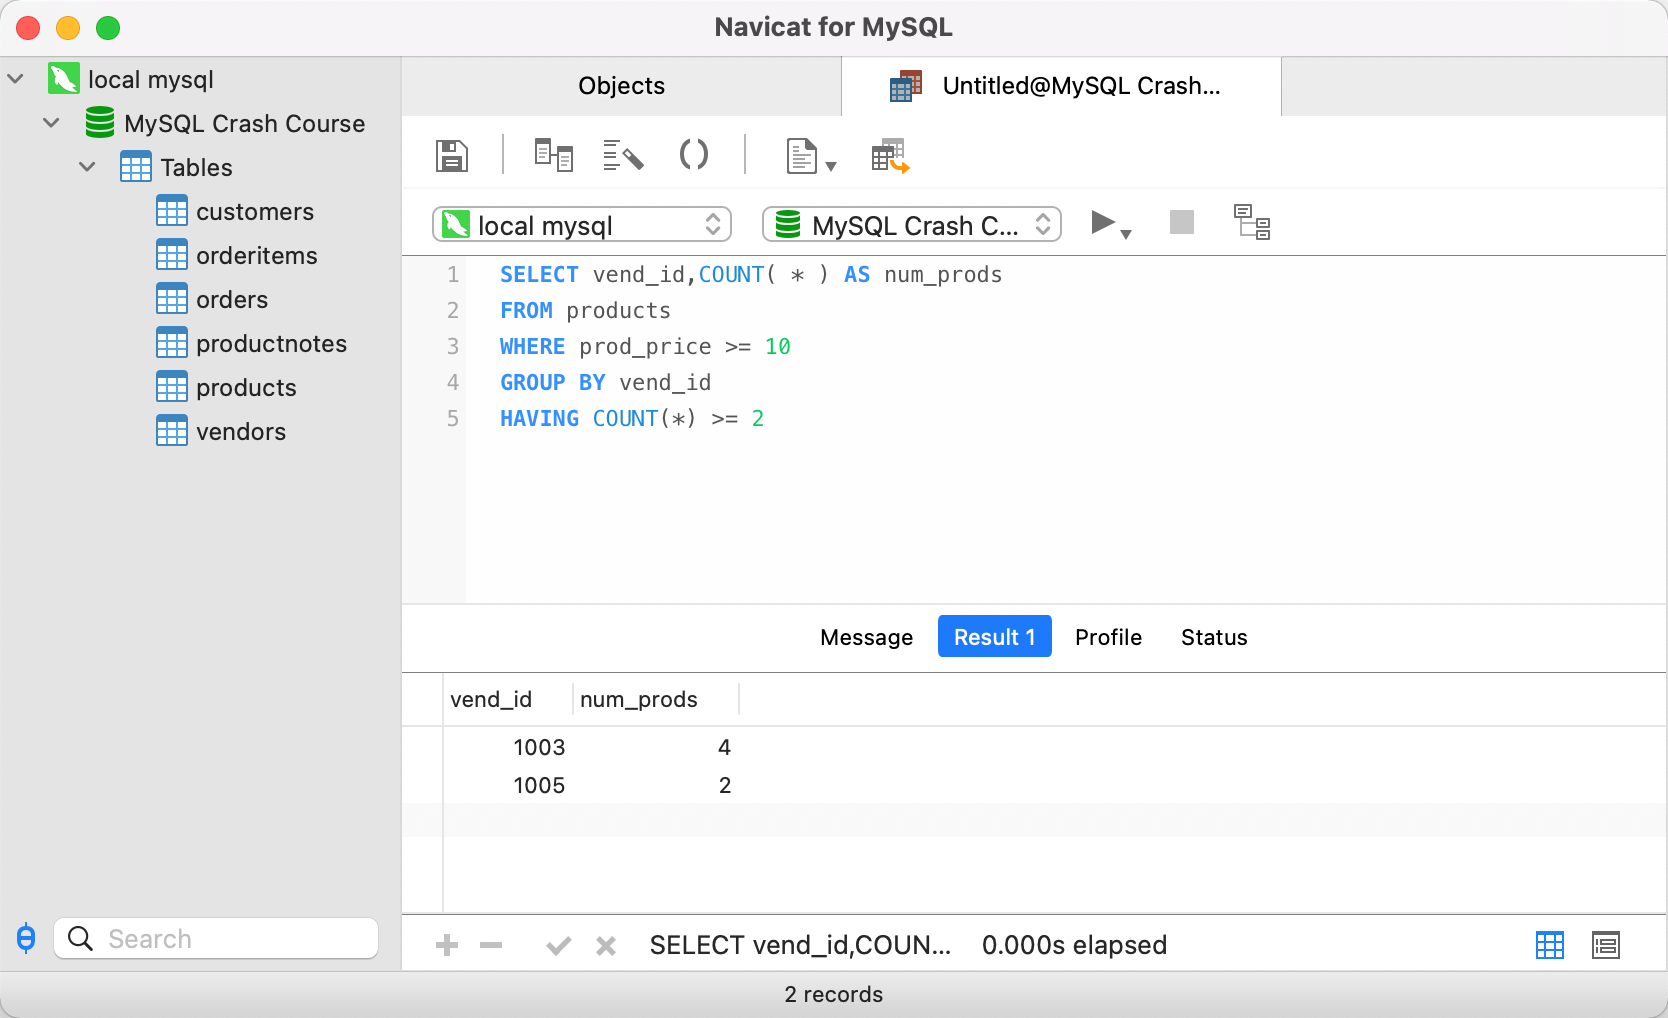 Navicat for MySQL
local mysql
MySQL Crash Course
Tables
customers
orderitems
orders
productnotes
products
vendors
Search
Objects
Untitled@MySQL Crash...
local mysql
MySQL Crash C...
1 SELECT vend_id,COUNT( * ) AS num_prods
2 FROM products
3 WHERE prod_price >= 10
4 GROUP BY vend_id
5 HAVING COUNT(*) >= 2
Message Result 1 Profile Status
vend_id num_prods
1003 4
1005 2
SELECT vend_id,COUN... 0.000s elapsed
2 records